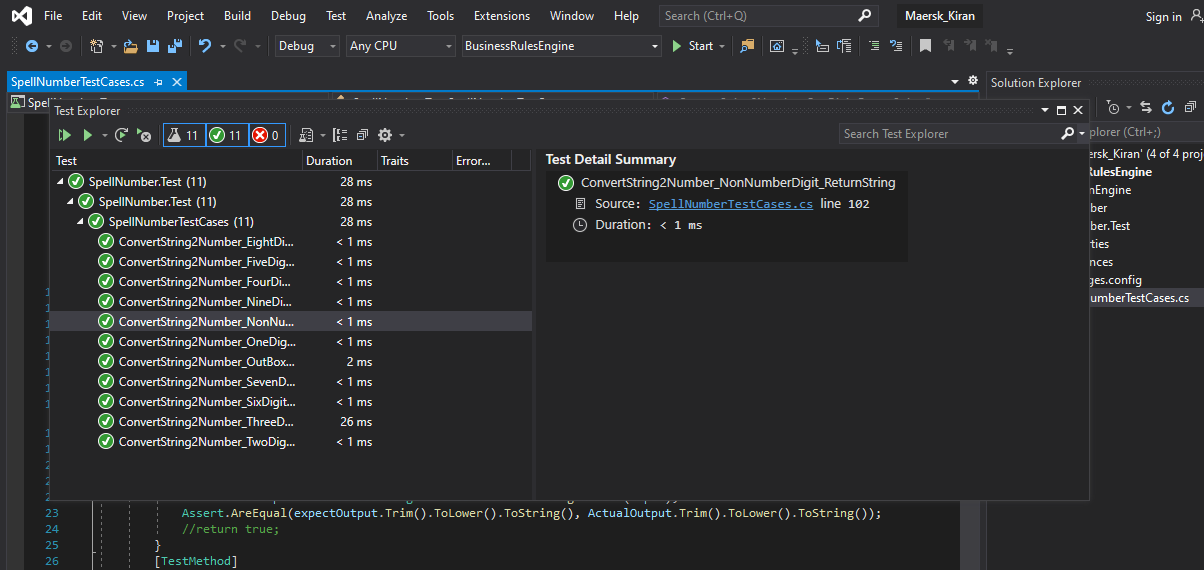 File Edit View Project Build Debug Test Analyze Tools Extensions Window Help Search (Ctrl+Q) Maersk_Kiran Sign in
Debug Any CPU BusinessRulesEngine Start
SpellNumberTestCases.cs
Solution Explorer
Test Explorer
11 11 0
Search Test Explorer
Test Duration Traits Error...
SpellNumber.Test (11) 28 ms
SpellNumber.Test (11) 28 ms
SpellNumberTestCases (11) 28 ms
ConvertString2Number_EightDi... < 1 ms
ConvertString2Number_FiveDig... < 1 ms
ConvertString2Number_FourDi... < 1 ms
ConvertString2Number_NineDi... < 1 ms
ConvertString2Number_NonNu... < 1 ms
ConvertString2Number_OneDig... < 1 ms
ConvertString2Number_OutBox... 2 ms
ConvertString2Number_SevenD... < 1 ms
ConvertString2Number_SixDigit... < 1 ms
ConvertString2Number_ThreeD... 26 ms
ConvertString2Number_TwoDig... < 1 ms
Test Detail Summary
ConvertString2Number_NonNumberDigit_ReturnString
Source: SpellNumberTestCases.cs line 102
Duration: < 1 ms
plorer (Ctrl+;)
ersk_Kiran' (4 of 4 proj
RulesEngine
nEngine
ber
ber.Test
rties
ences
ges.config
umberTestCases.cs
23 Assert.AreEqual(expectOutput.Trim().ToLower().ToString(), ActualOutput.Trim().ToLower().ToString());
24 //return true;
25 }
26 [TestMethod]